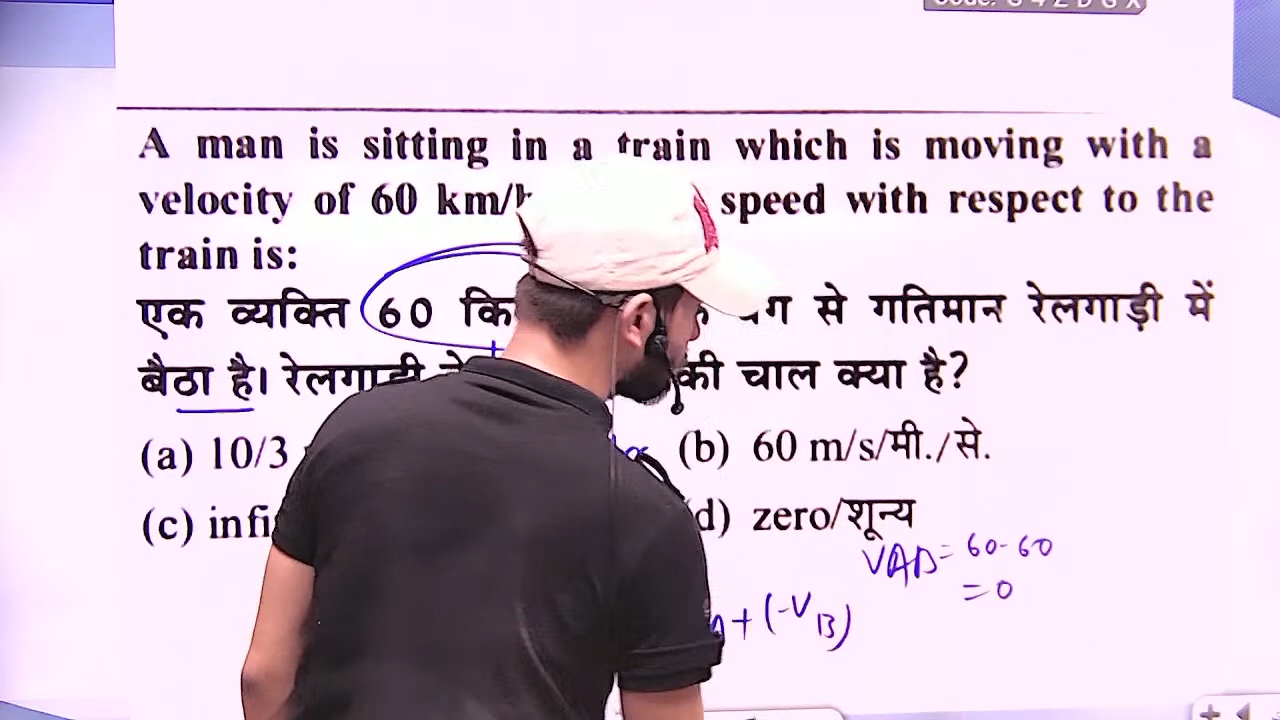 A man is sitting in a train which is moving with a
velocity of 60 km/h speed with respect to the
train is:
एक व्यक्ति 60 कि से गतिमान रेलगाड़ी में
बैठा है। रेलगाड़ी की चाल क्या है?
(a) 10/3 (b) 60 m/s/मी./से.
(c) (d) zero/शून्य
VAB = 60-60
= 0
+ (-VB)